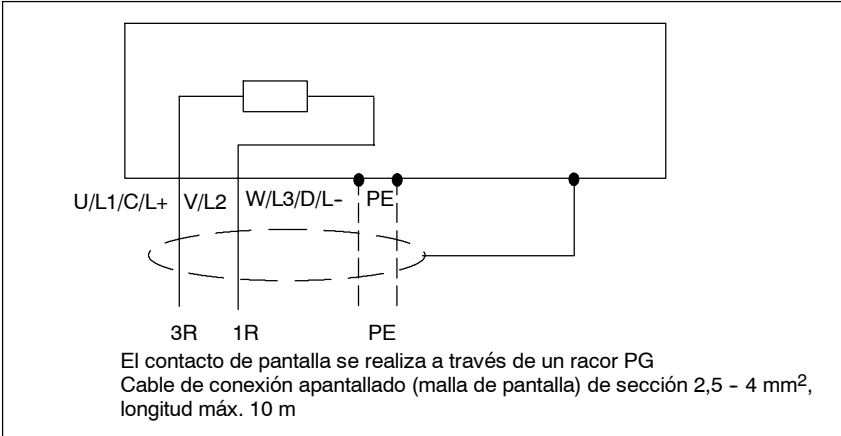 U/L1/C/L+ V/L2 W/L3/D/L- PE
3R 1R PE
El contacto de pantalla se realiza a través de un racor PG
Cable de conexión apantallado (malla de pantalla) de sección 2,5 - 4 mm²,
longitud máx. 10 m